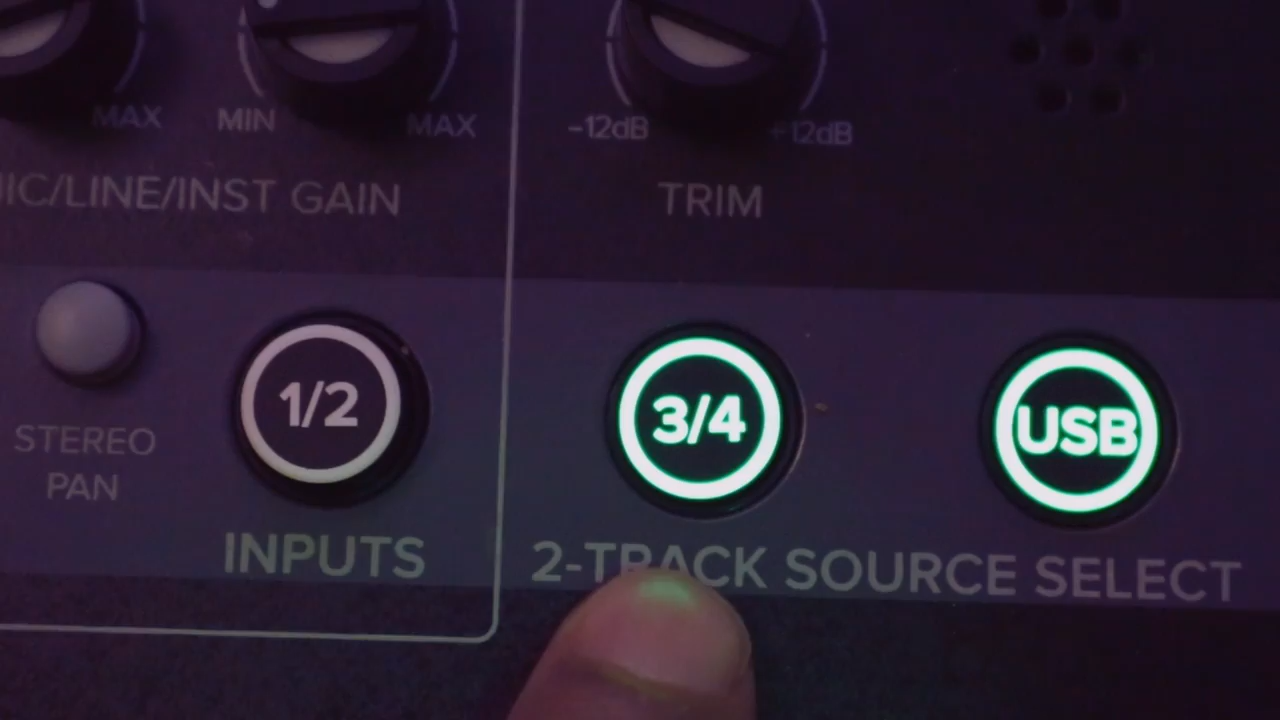 MAX
MIN
MAX
-12dB
+12dB
MIC/LINE/INST GAIN
TRIM
1/2
3/4
USB
STEREO
PAN
INPUTS
2-TRACK SOURCE SELECT